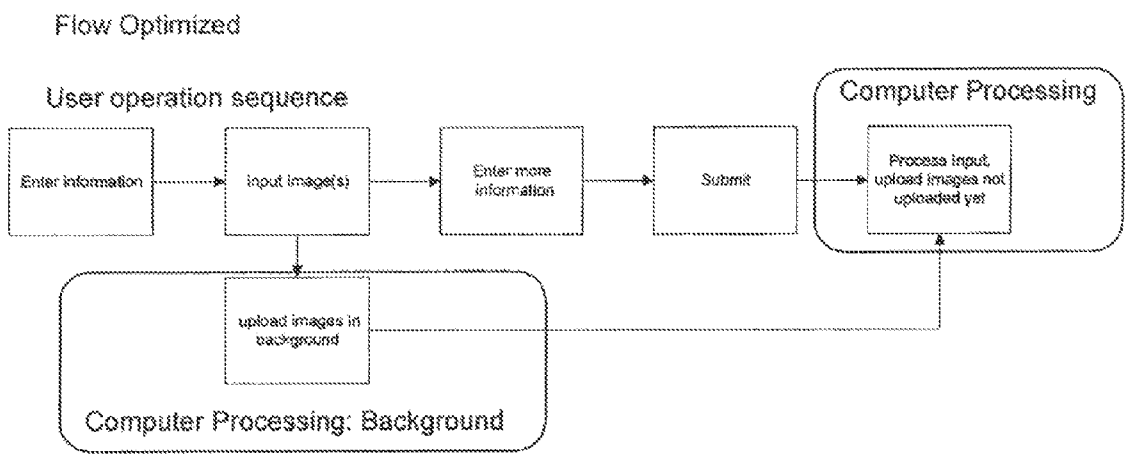 Flow Optimized
User operation sequence
Computer Processing
Enter information
Input image(s)
Enter more
information
Submit
Process input,
upload images not
uploaded yet
upload images in
background
Computer Processing: Background